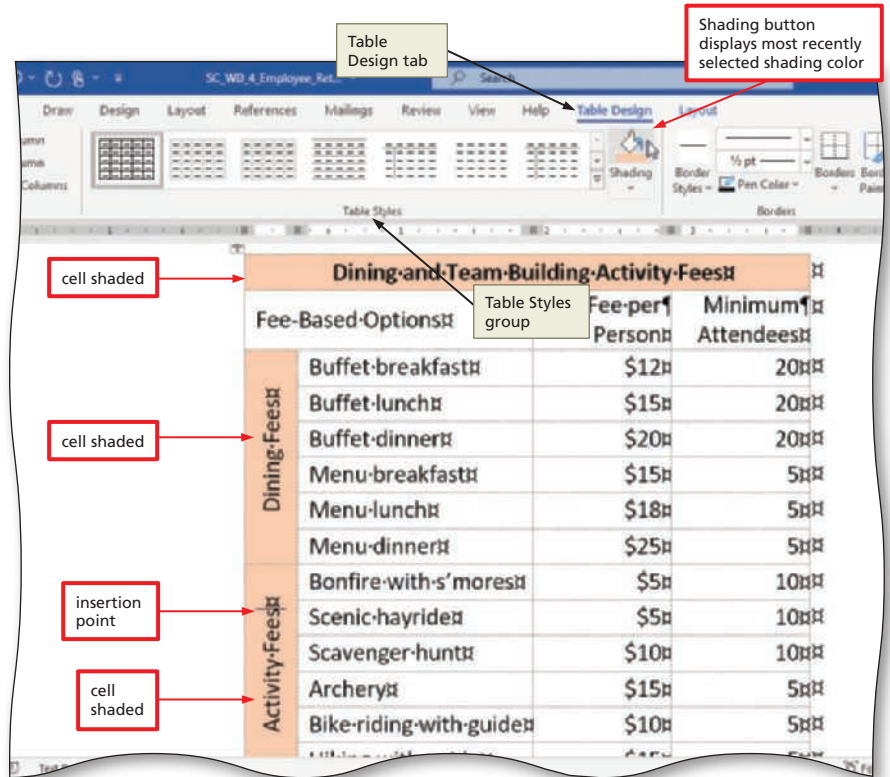 Table
Design tab
Shading button
displays most recently
selected shading color
SC_WD_4_Employee_Ret...
Search
Draw Design Layout References Mailings Review View Help Table Design Layout
Columns
Shading
Border
Styles
½ pt
Pen Color
Borders
Table Styles
Borders
cell shaded
Dining·and·Team·Building·Activity·Fees¤ ¤
Table Styles
group
Fee-Based·Options¤
Fee·per¶
Person¤
Minimum¶
Attendees¤¤
cell shaded
Dining·Fees¤
Buffet·breakfast¤ $12¤ 20¤¤
Buffet·lunch¤ $15¤ 20¤¤
Buffet·dinner¤ $20¤ 20¤¤
Menu·breakfast¤ $15¤ 5¤¤
Menu·lunch¤ $18¤ 5¤¤
Menu·dinner¤ $25¤ 5¤¤
insertion
point
cell
shaded
Activity·Fees¤
Bonfire·with·s’mores¤ $5¤ 10¤¤
Scenic·hayride¤ $5¤ 10¤¤
Scavenger·hunt¤ $10¤ 10¤¤
Archery¤ $15¤ 5¤¤
Bike·riding·with·guide¤ $10¤ 5¤¤